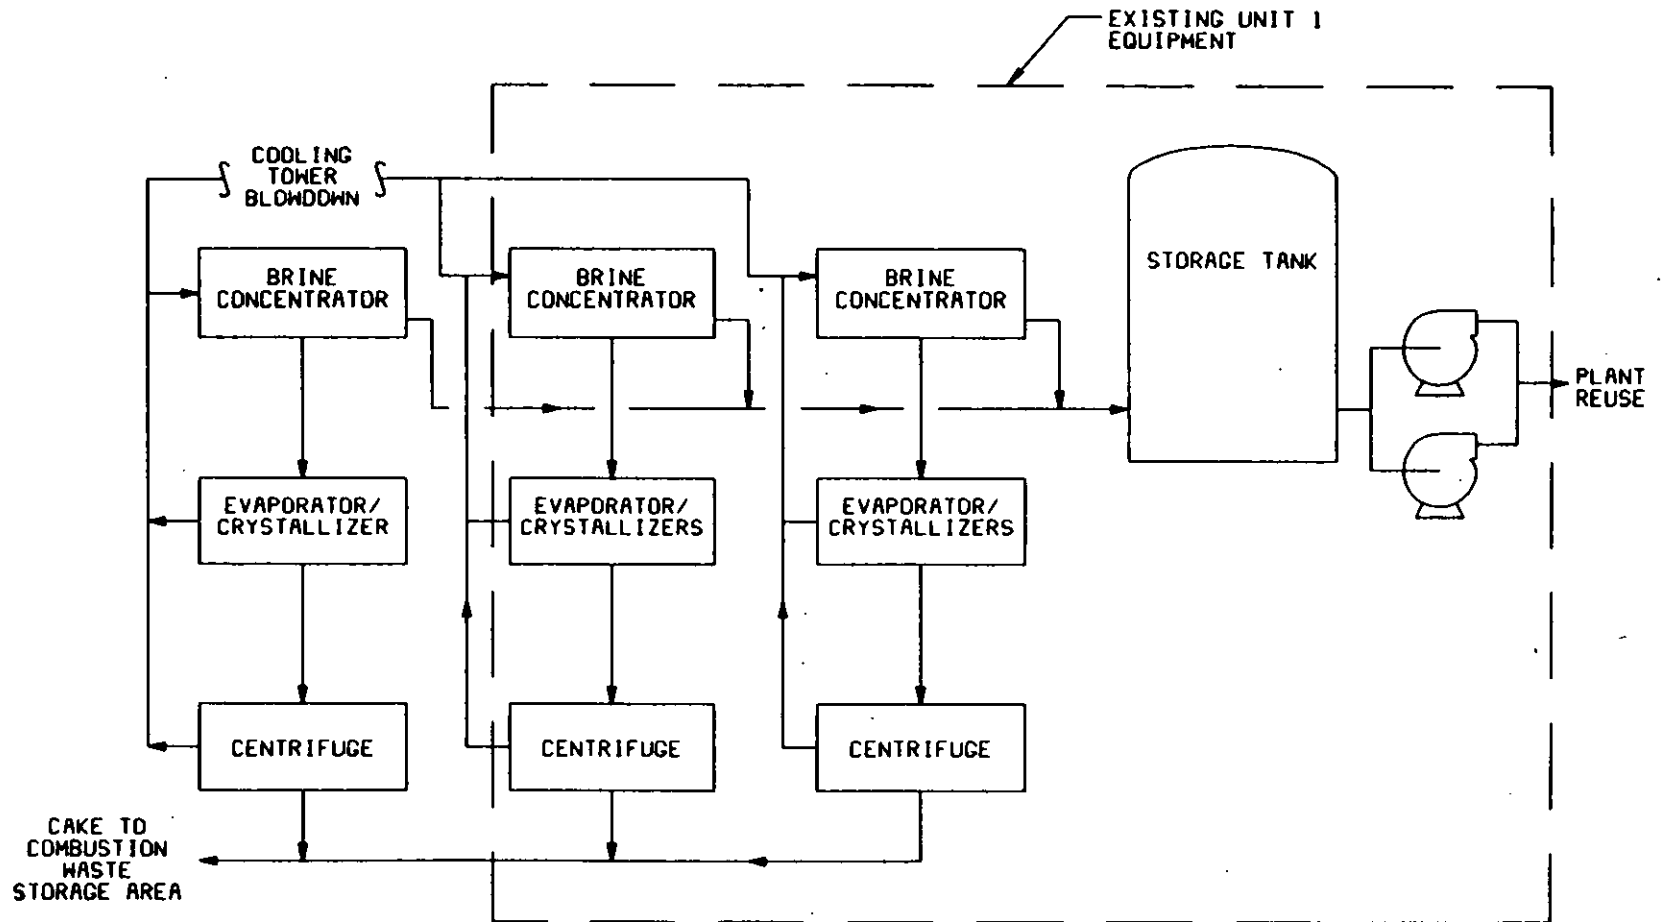 EXISTING UNIT 1
EQUIPMENT
COOLING
TOWER
BLOWDOWN
BRINE
CONCENTRATOR
BRINE
CONCENTRATOR
BRINE
CONCENTRATOR
STORAGE TANK
PLANT
REUSE
EVAPORATOR/
CRYSTALLIZER
EVAPORATOR/
CRYSTALLIZERS
EVAPORATOR/
CRYSTALLIZERS
CENTRIFUGE
CENTRIFUGE
CENTRIFUGE
CAKE TO
COMBUSTION
WASTE
STORAGE AREA